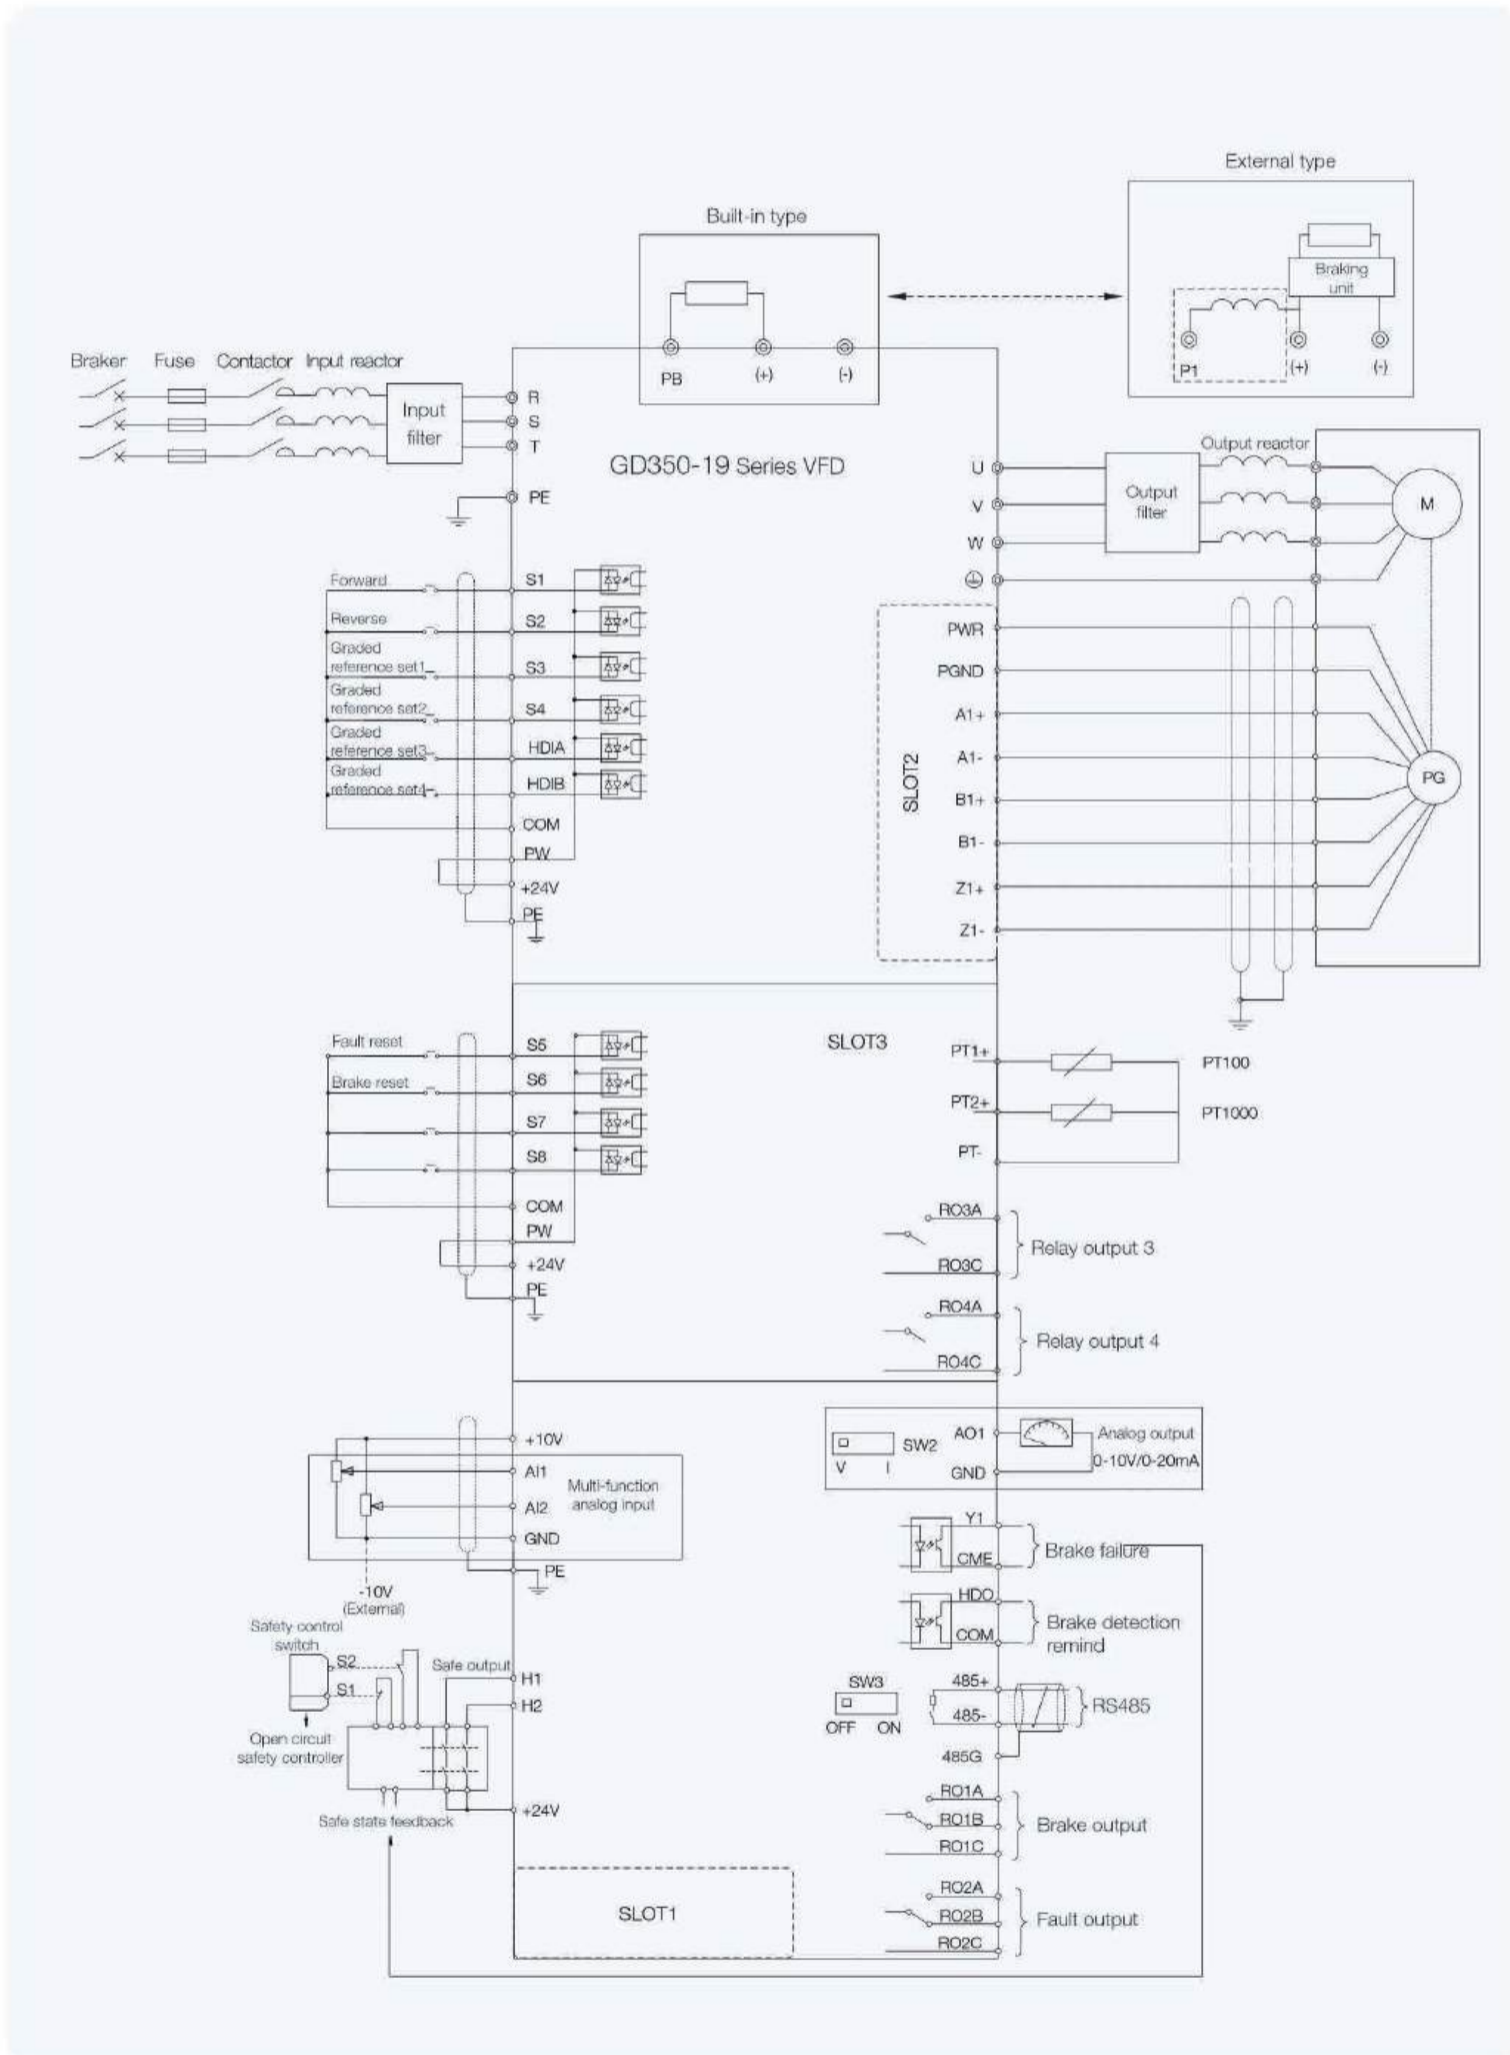 External type
Built-in type
Braking
unit
P1
(+)
(-)
PB
(+)
(-)
Braker
Fuse
Contactor
Input reactor
Input
filter
R
S
T
PE
GD350-19 Series VFD
U
V
W
Output
filter
Output reactor
M
Forward
Reverse
Graded
reference set1
Graded
reference set2
Graded
reference set3
Graded
reference set4
S1
S2
S3
S4
HDIA
HDIB
COM
PW
+24V
PE
SLOT2
PWR
PGND
A1+
A1-
B1+
B1-
Z1+
Z1-
PG
Fault reset
Brake reset
S5
S6
S7
S8
COM
PW
+24V
PE
SLOT3
PT1+
PT2+
PT-
PT100
PT1000
RO3A
RO3C
Relay output 3
RO4A
RO4C
Relay output 4
+10V
AI1
AI2
GND
PE
Multi-function
analog input
-10V
(External)
SW2
V
I
AO1
GND
Analog output
0-10V/0-20mA
Y1
CME
Brake failure
HDO
COM
Brake detection
remind
Safety control
switch
S2
S1
Safe output
H1
H2
Open circuit
safety controller
+24V
Safe state feedback
SW3
OFF
ON
485+
485-
485G
RS485
RO1A
RO1B
RO1C
Brake output
RO2A
RO2B
RO2C
Fault output
SLOT1